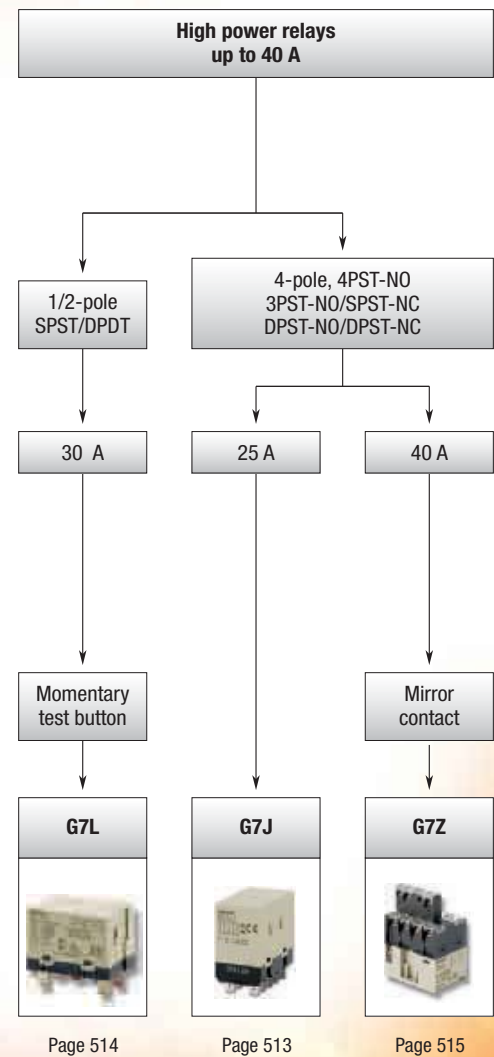 High power relays
up to 40 A
1/2-pole
SPST/DPDT
4-pole, 4PST-NO
3PST-NO/SPST-NC
DPST-NO/DPST-NC
30 A
25 A
40 A
Momentary
test button
Mirror
contact
G7L
G7J
G7Z
Page 514
Page 513
Page 515